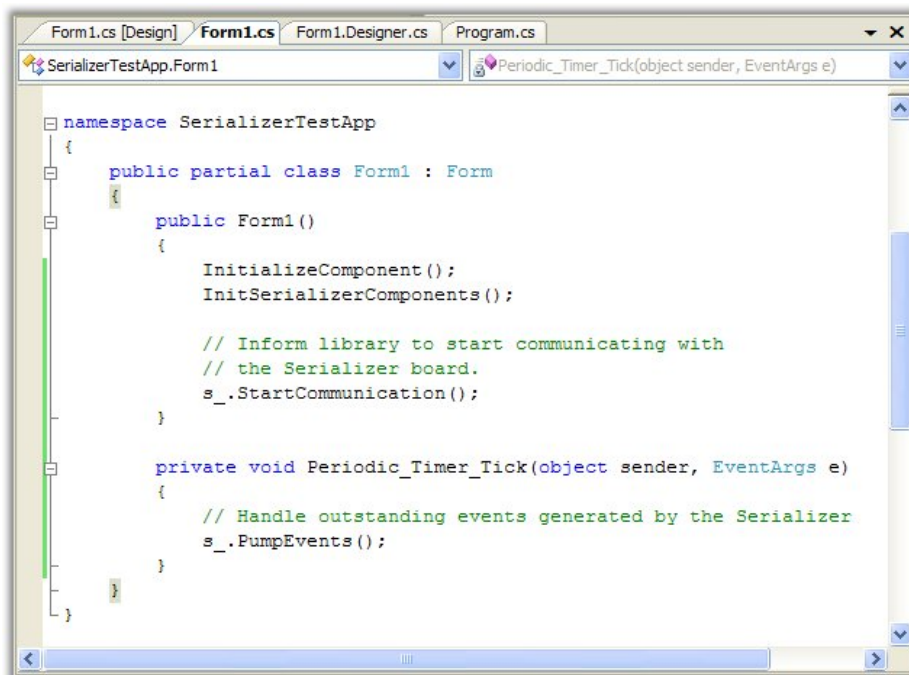 Form1.cs [Design] Form1.cs Form1.Designer.cs Program.cs
SerializerTestApp.Form1 Periodic_Timer_Tick(object sender, EventArgs e)
namespace SerializerTestApp
{
    public partial class Form1 : Form
    {
        public Form1()
        {
            InitializeComponent();
            InitSerializerComponents();
            // Inform library to start communicating with
            // the Serializer board.
            s_.StartCommunication();
        }
        private void Periodic_Timer_Tick(object sender, EventArgs e)
        {
            // Handle outstanding events generated by the Serializer
            s_.PumpEvents();
        }
    }
}